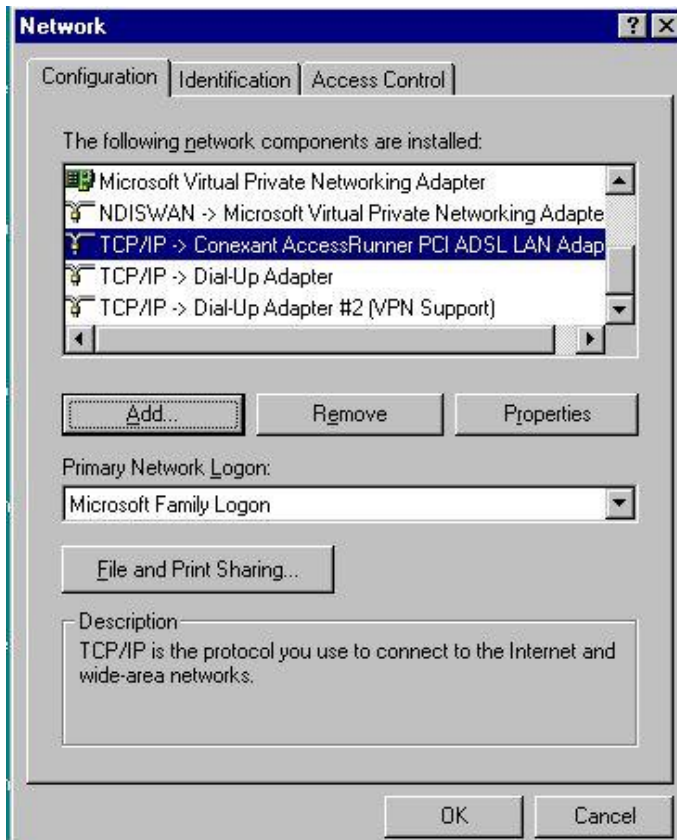 Network
Configuration Identification Access Control
The following network components are installed:
Microsoft Virtual Private Networking Adapter
NDISWAN -> Microsoft Virtual Private Networking Adapte
TCP/IP -> Conexant AccessRunner PCI ADSL LAN Adap
TCP/IP -> Dial-Up Adapter
TCP/IP -> Dial-Up Adapter #2 (VPN Support)
Add... Remove Properties
Primary Network Logon:
Microsoft Family Logon
File and Print Sharing...
Description
TCP/IP is the protocol you use to connect to the Internet and
wide-area networks.
OK Cancel